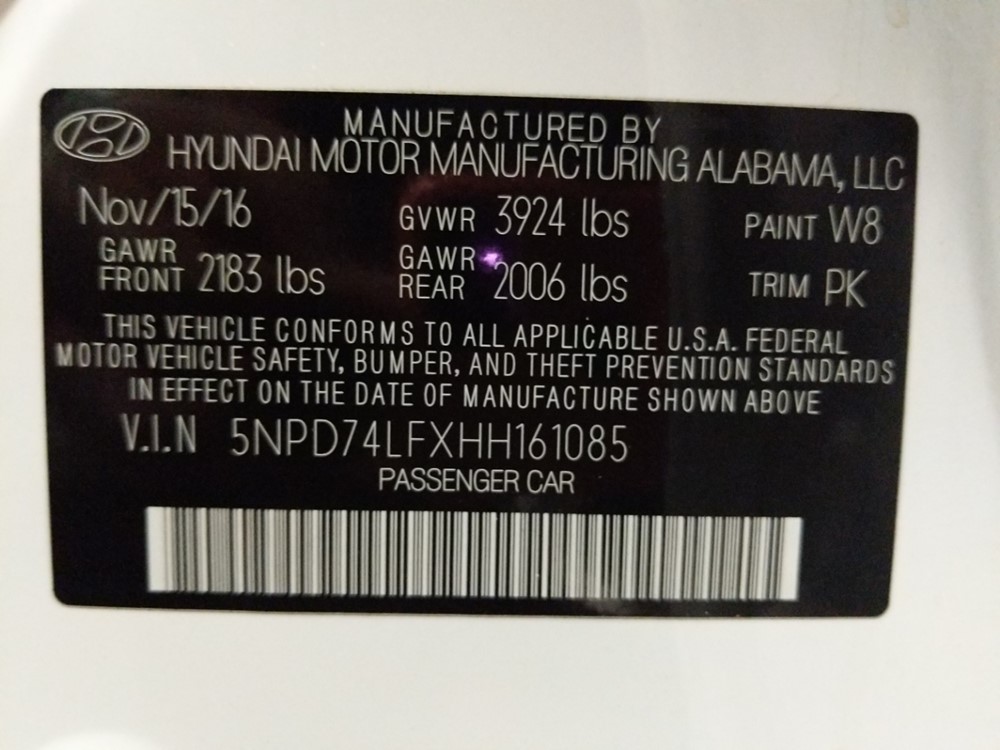 MANUFACTURED BY
HYUNDAI MOTOR MANUFACTURING ALABAMA, LLC
Nov/15/16 GVWR 3924 lbs PAINT W8
GAWR FRONT 2183 lbs GAWR REAR 2006 lbs TRIM PK
THIS VEHICLE CONFORMS TO ALL APPLICABLE U.S.A. FEDERAL
MOTOR VEHICLE SAFETY, BUMPER, AND THEFT PREVENTION STANDARDS
IN EFFECT ON THE DATE OF MANUFACTURE SHOWN ABOVE
V.I.N 5NPD74LFXHH161085
PASSENGER CAR